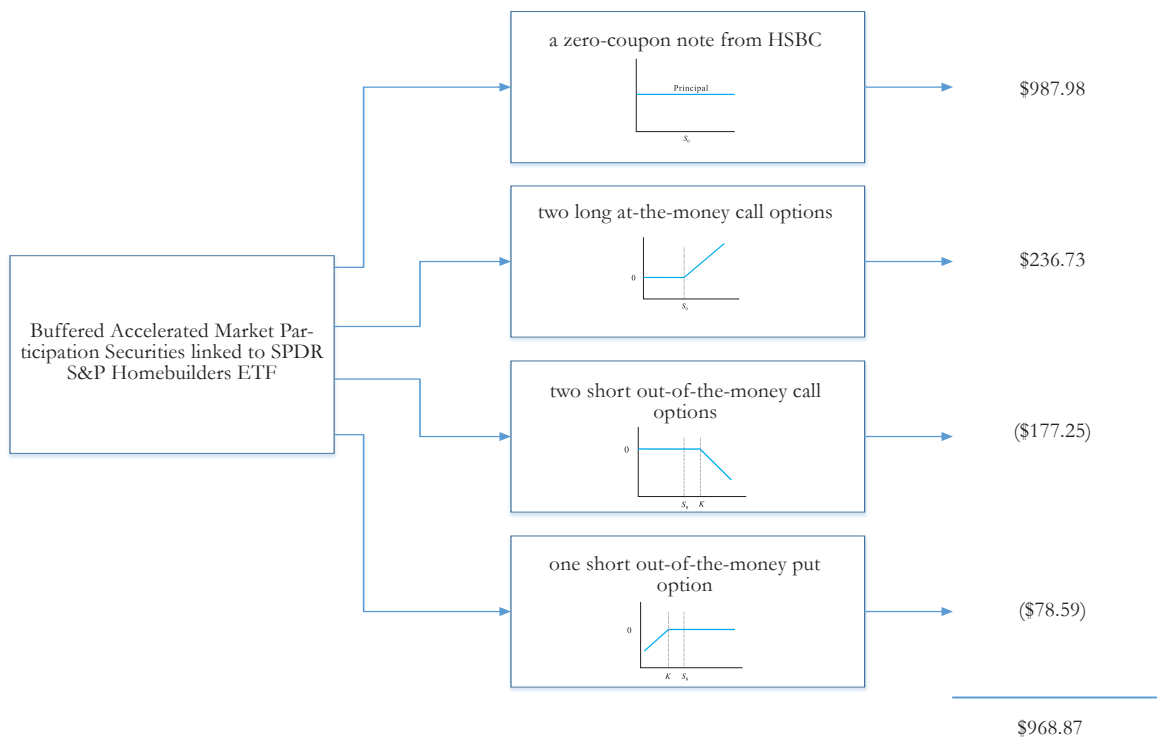 a zero-coupon note from HSBC
Principal
S₀
$987.98
two long at-the-money call options
0
S₀
$236.73
Buffered Accelerated Market Par-
ticipation Securities linked to SPDR
S&P Homebuilders ETF
two short out-of-the-money call
options
0
S₀ K
($177.25)
one short out-of-the-money put
option
0
K S₀
($78.59)
$968.87